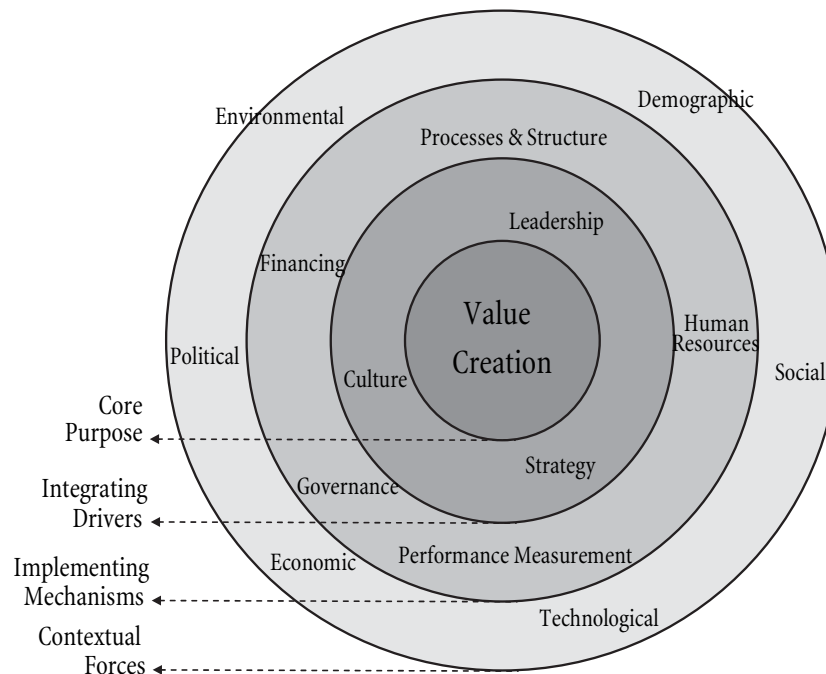 Demographic
Environmental
Processes & Structure
Leadership
Financing
Value
Creation
Human
Resources
Political
Social
Culture
Core
Purpose
Strategy
Governance
Integrating
Drivers
Performance Measurement
Economic
Implementing
Mechanisms
Technological
Contextual
Forces